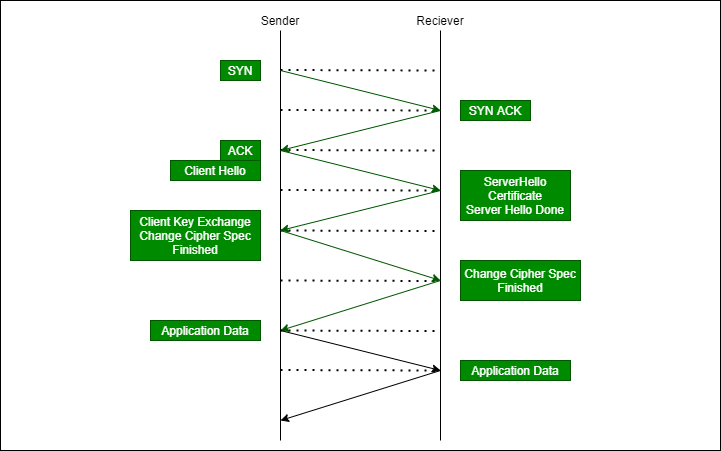 Sender
Reciever
SYN
SYN ACK
ACK
Client Hello
ServerHello
Certificate
Server Hello Done
Client Key Exchange
Change Cipher Spec
Finished
Change Cipher Spec
Finished
Application Data
Application Data